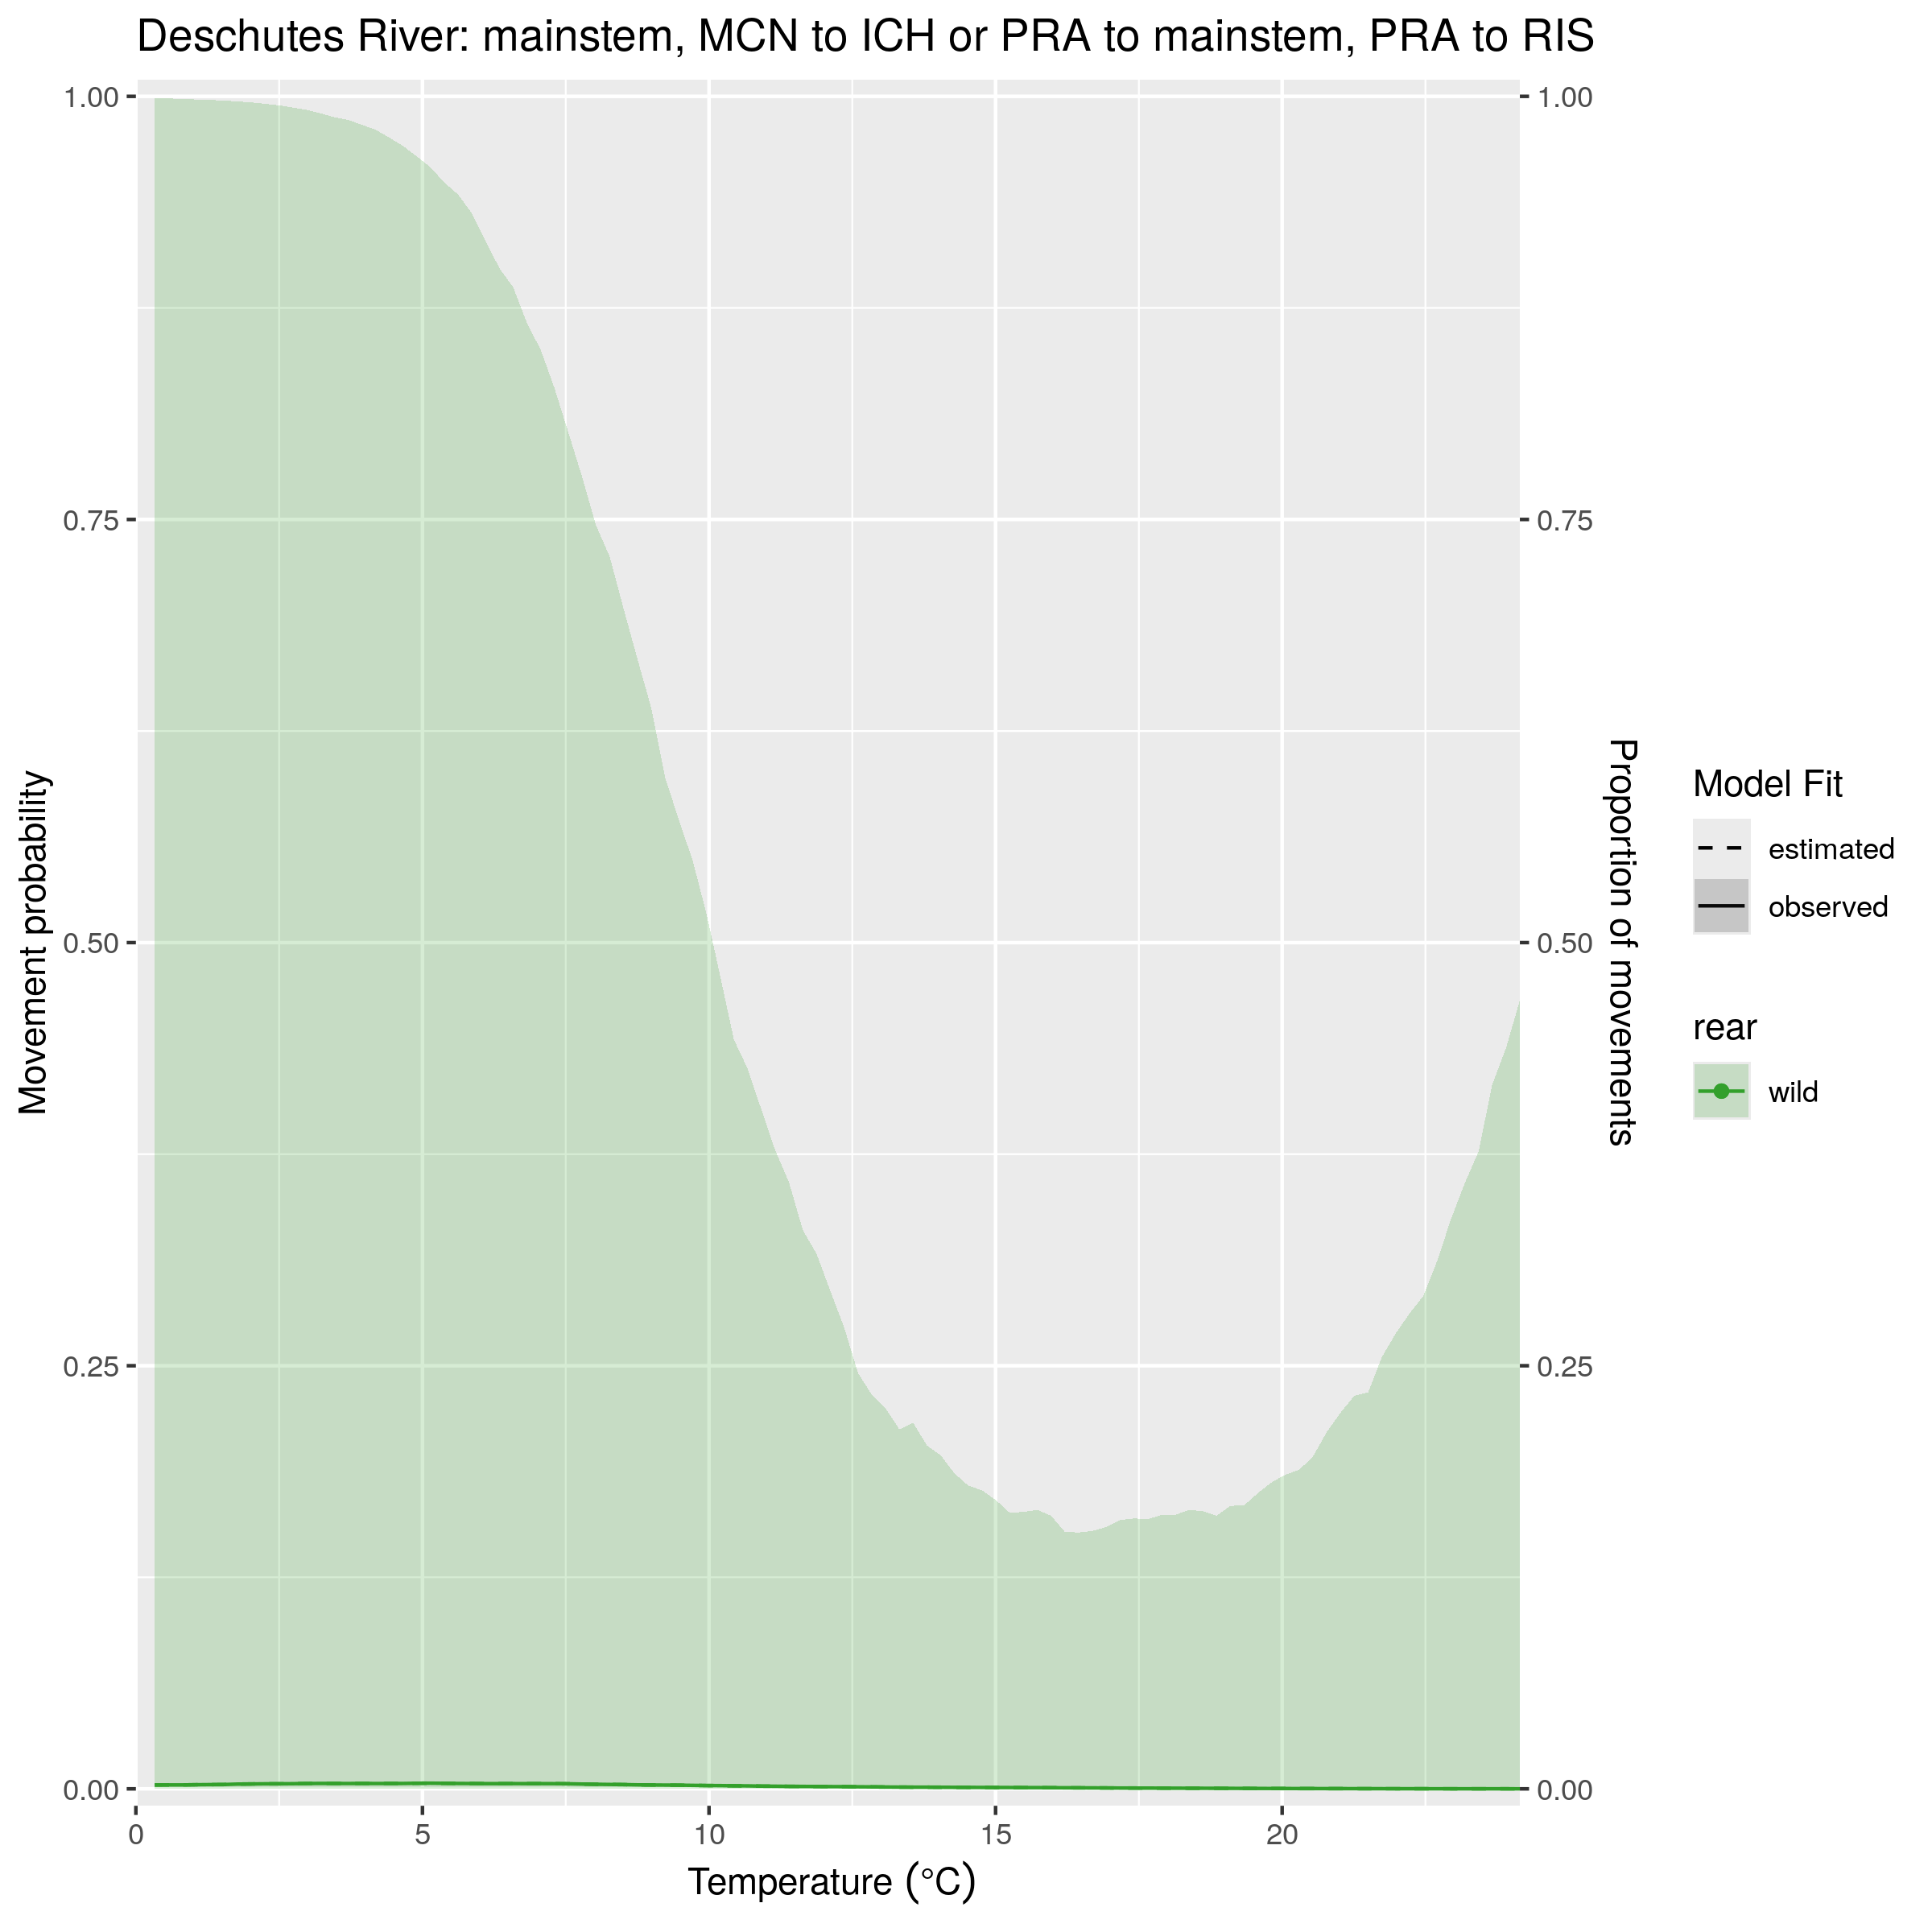 Deschutes River: mainstem, MCN to ICH or PRA to mainstem, PRA to RIS
Movement probability
1.00
0.75
0.50
0.25
0.00
0
5
10
15
20
Temperature (°C)
1.00
0.75
0.50
0.25
0.00
Proportion of movements
Model Fit
estimated
observed
rear
wild